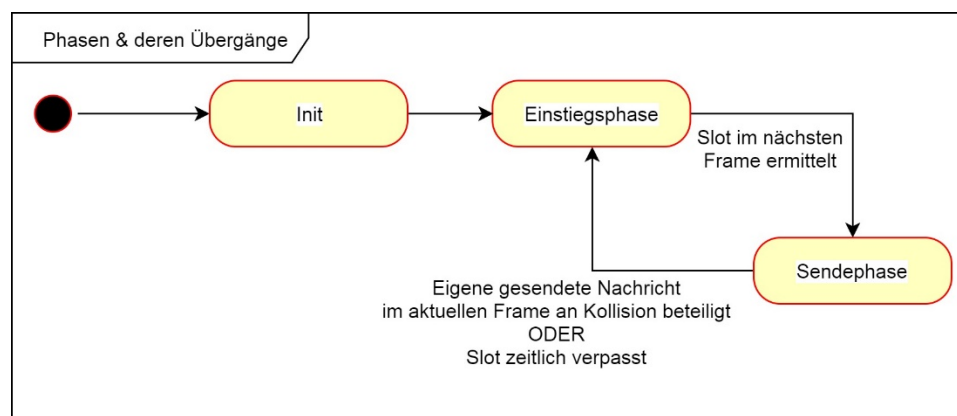 Phasen & deren Übergänge
Init
Einstiegsphase
Slot im nächsten
Frame ermittelt
Sendephase
Eigene gesendete Nachricht
im aktuellen Frame an Kollision beteiligt
ODER
Slot zeitlich verpasst